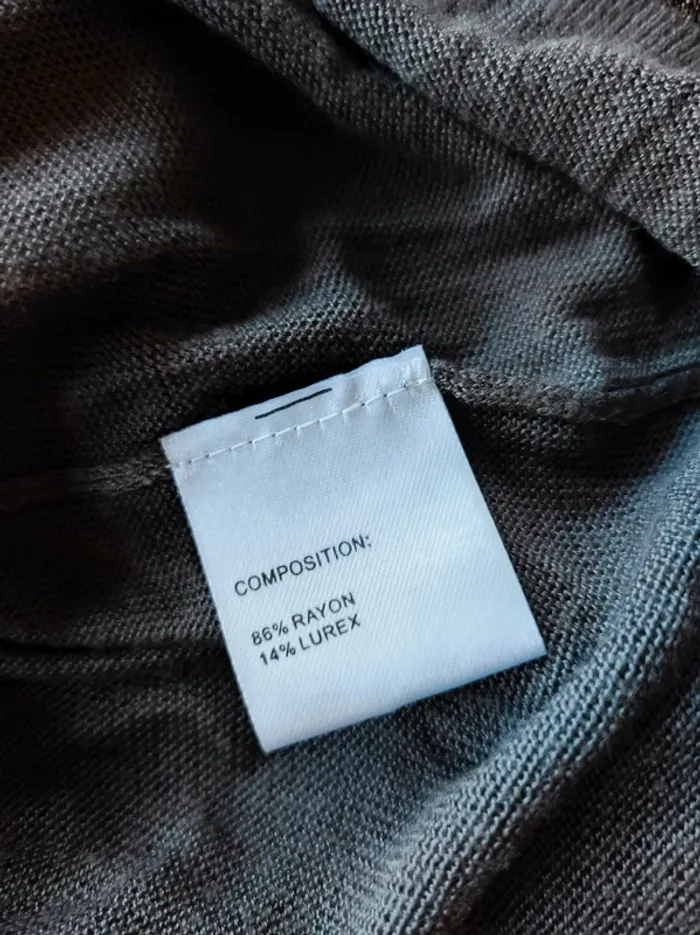 COMPOSITION:
86% RAYON
14% LUREX